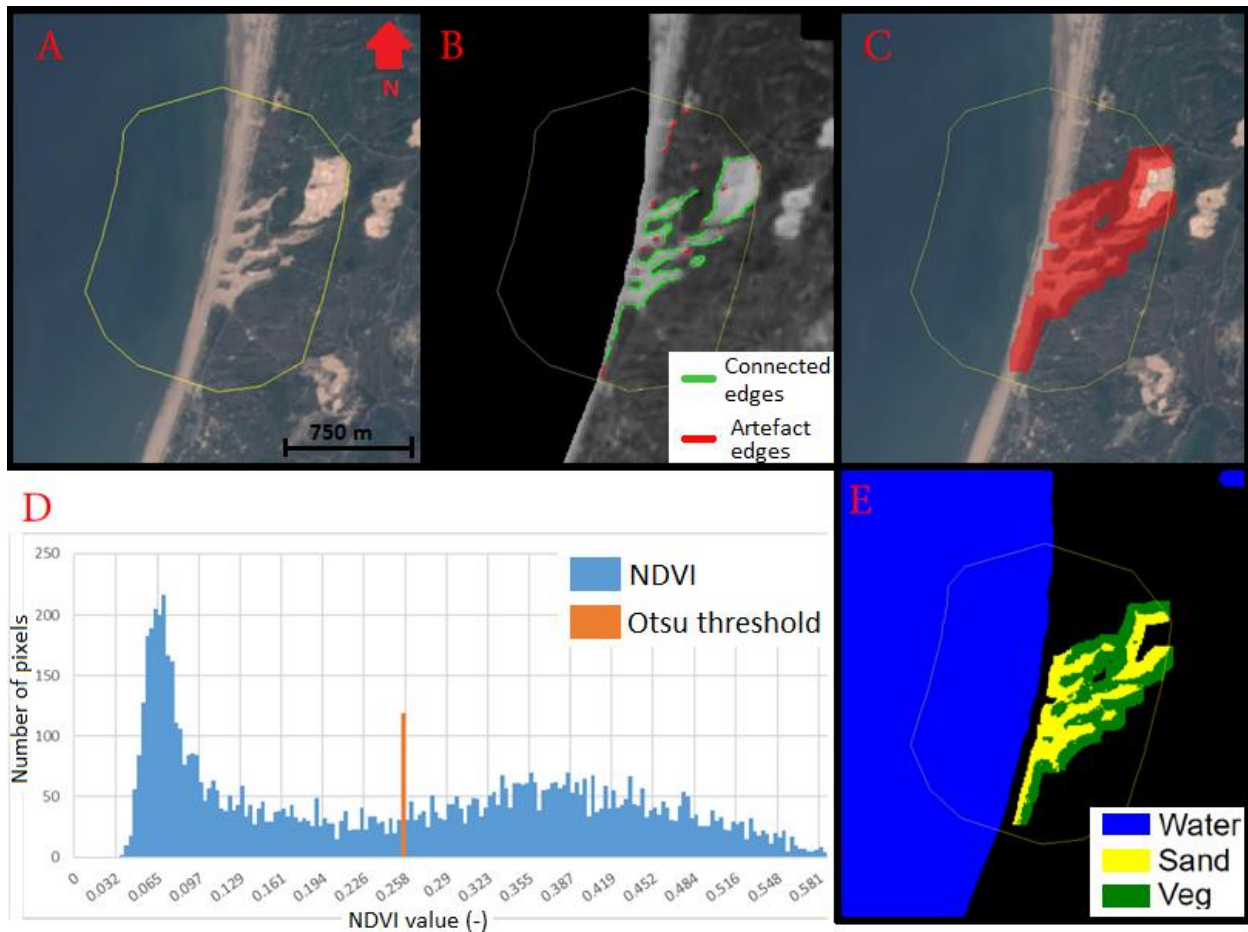 A
N
750 m
B
Connected
edges
Artefact
edges
C
D
Number of pixels
250
200
150
100
50
0
NDVI
Otsu threshold
0
0.032
0.065
0.097
0.129
0.161
0.194
0.226
0.258
0.29
0.323
0.355
0.387
0.419
0.452
0.484
0.516
0.548
0.581
NDVI value (-)
E
Water
Sand
Veg